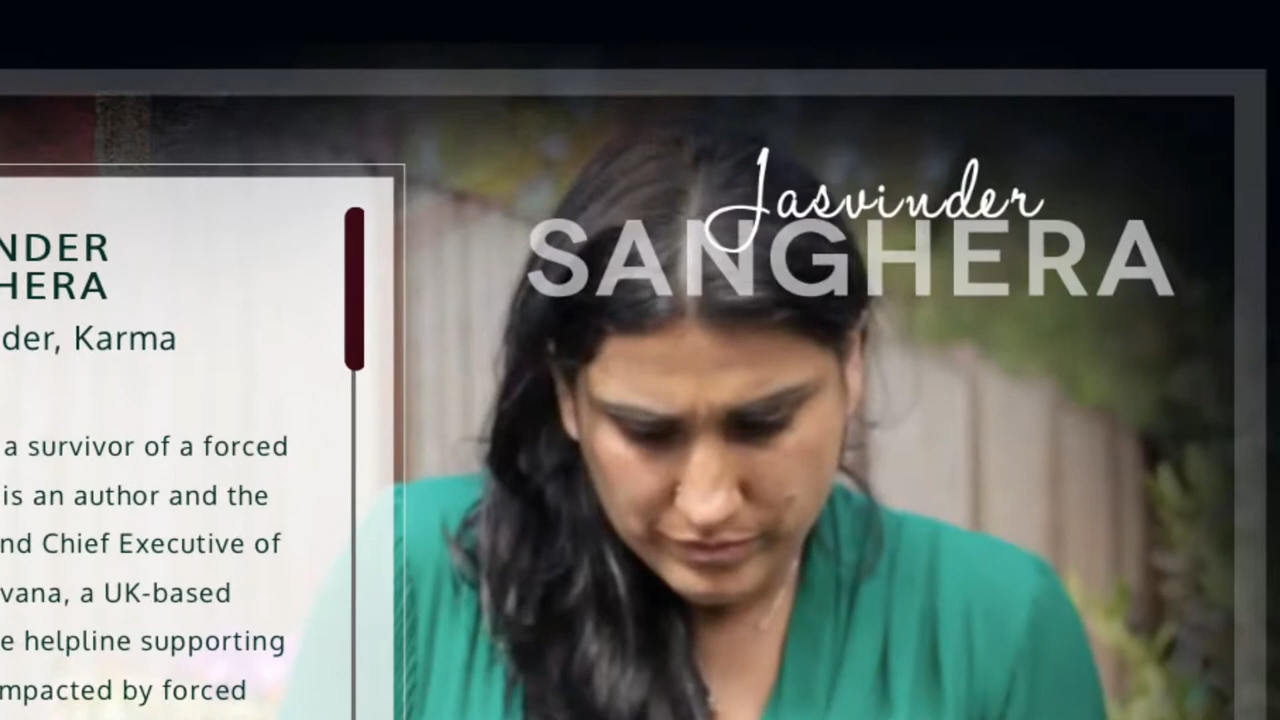 Jasvinder
SANGHERA
NDER
HERA
der, Karma
a survivor of a forced
is an author and the
nd Chief Executive of
vana, a UK-based
e helpline supporting
mpacted by forced